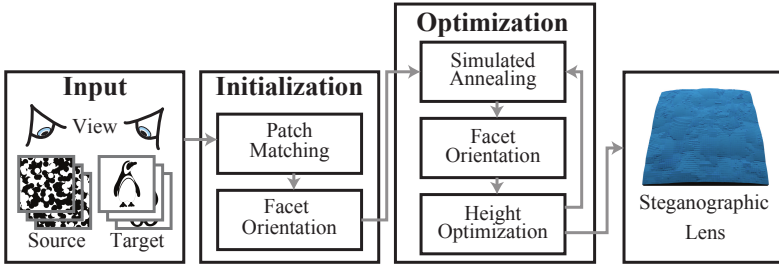 Input
View
Source Target
Initialization
Patch
Matching
Facet
Orientation
Optimization
Simulated
Annealing
Facet
Orientation
Height
Optimization
Steganographic
Lens